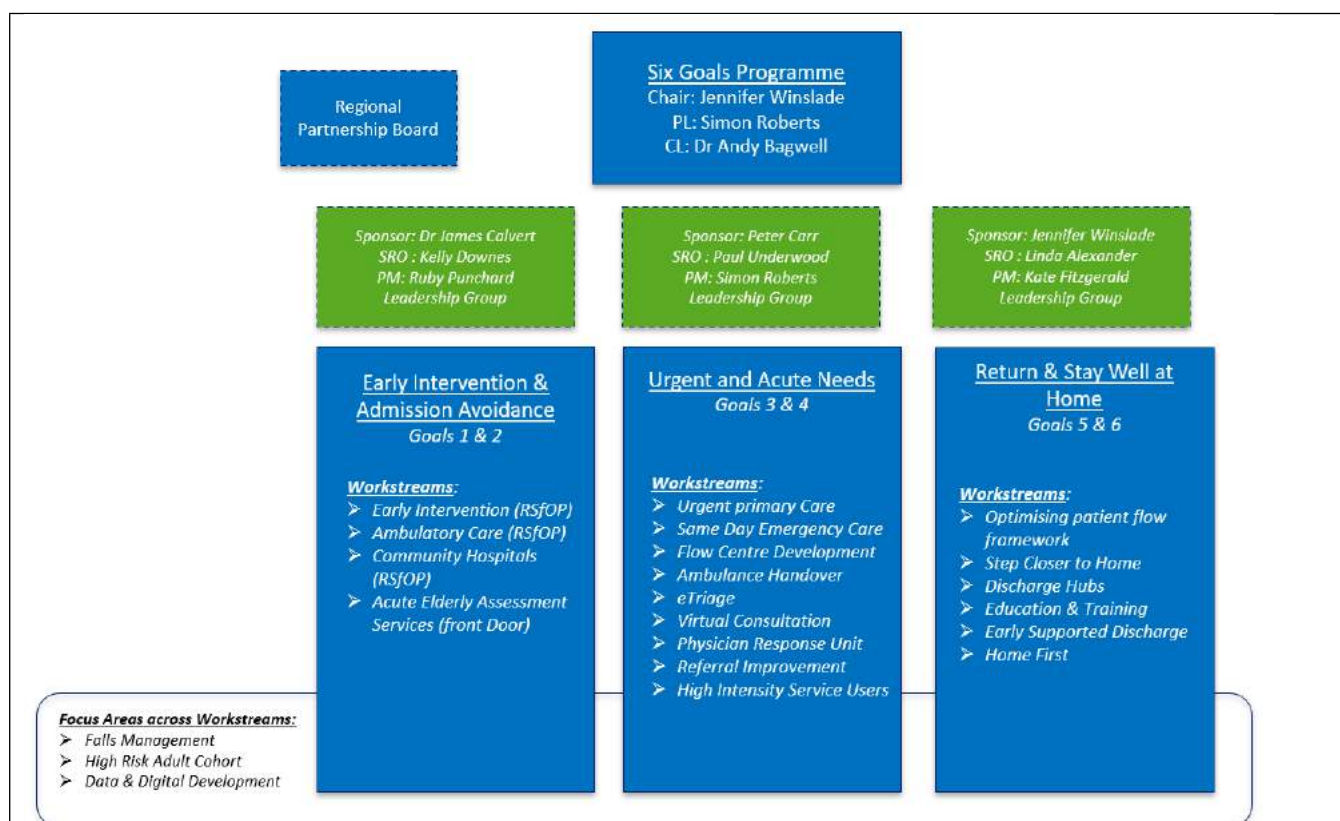 Regional
Partnership Board
Six Goals Programme
Chair: Jennifer Winslade
PL: Simon Roberts
CL: Dr Andy Bagwell
Sponsor: Dr James Calvert
SRO : Kelly Downes
PM: Ruby Punchard
Leadership Group
Sponsor: Peter Carr
SRO : Paul Underwood
PM: Simon Roberts
Leadership Group
Sponsor: Jennifer Winslade
SRO : Linda Alexander
PM: Kate Fitzgerald
Leadership Group
Early Intervention &
Admission Avoidance
Goals 1 & 2
Workstreams:
➢ Early Intervention (RSfOP)
➢ Ambulatory Care (RSfOP)
➢ Community Hospitals
(RSfOP)
➢ Acute Elderly Assessment
Services (front Door)
Urgent and Acute Needs
Goals 3 & 4
Workstreams:
➢ Urgent primary Care
➢ Same Day Emergency Care
➢ Flow Centre Development
➢ Ambulance Handover
➢ eTriage
➢ Virtual Consultation
➢ Physician Response Unit
➢ Referral Improvement
➢ High Intensity Service Users
Return & Stay Well at
Home
Goals 5 & 6
Workstreams:
➢ Optimising patient flow
framework
➢ Step Closer to Home
➢ Discharge Hubs
➢ Education & Training
➢ Early Supported Discharge
➢ Home First
Focus Areas across Workstreams:
➢ Falls Management
➢ High Risk Adult Cohort
➢ Data & Digital Development